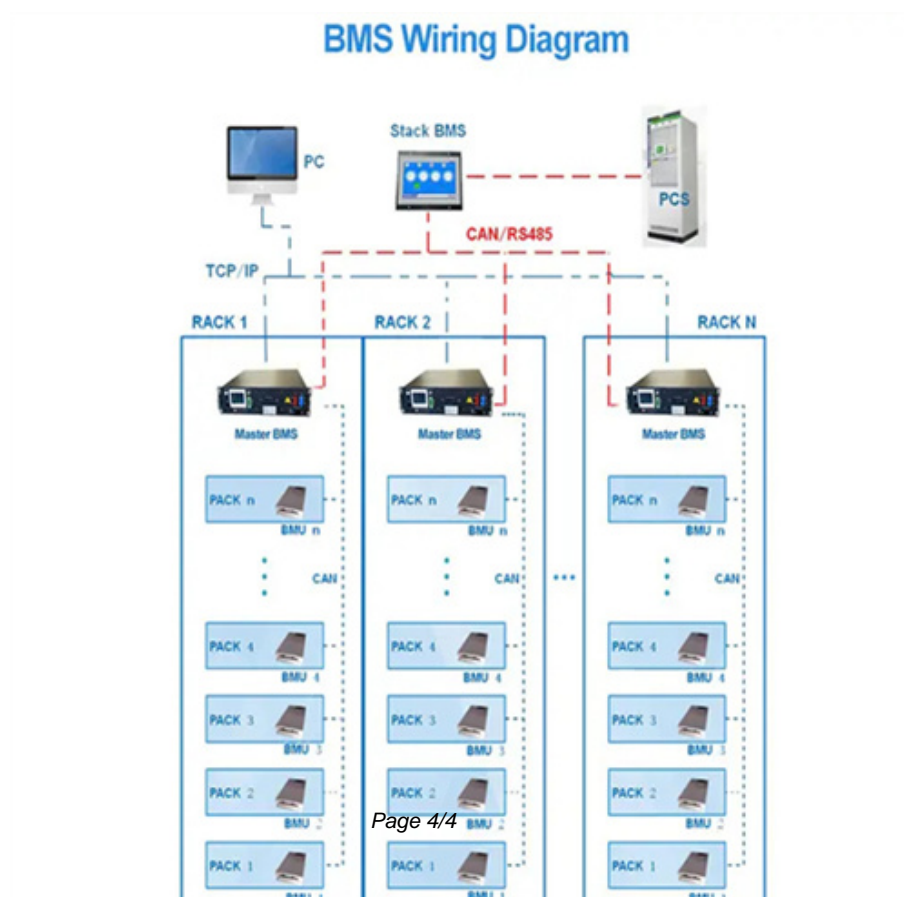 BMS Wiring Diagram
Stack BMS
PC
PCS
CAN/RS485
TCP/IP
RACK 1
RACK 2
RACK N
Master BMS
Master BMS
Master BMS
PACK n
BMU n
PACK n
BMU n
PACK n
BMU n
CAN
CAN
...
CAN
PACK 4
BMU 4
PACK 4
BMU 4
PACK 4
BMU 4
PACK 3
BMU 3
PACK 3
BMU 3
PACK 3
BMU 3
PACK 2
BMU 2
PACK 2
BMU 2
PACK 2
BMU 2
Page 4/4
PACK 1
PACK 1
PACK 1